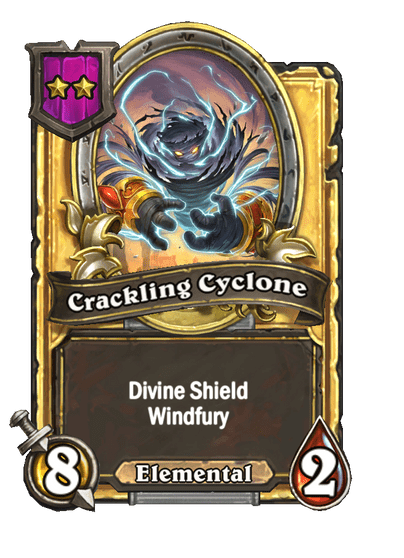 Crackling Cyclone
Divine Shield
Windfury
8
Elemental
2